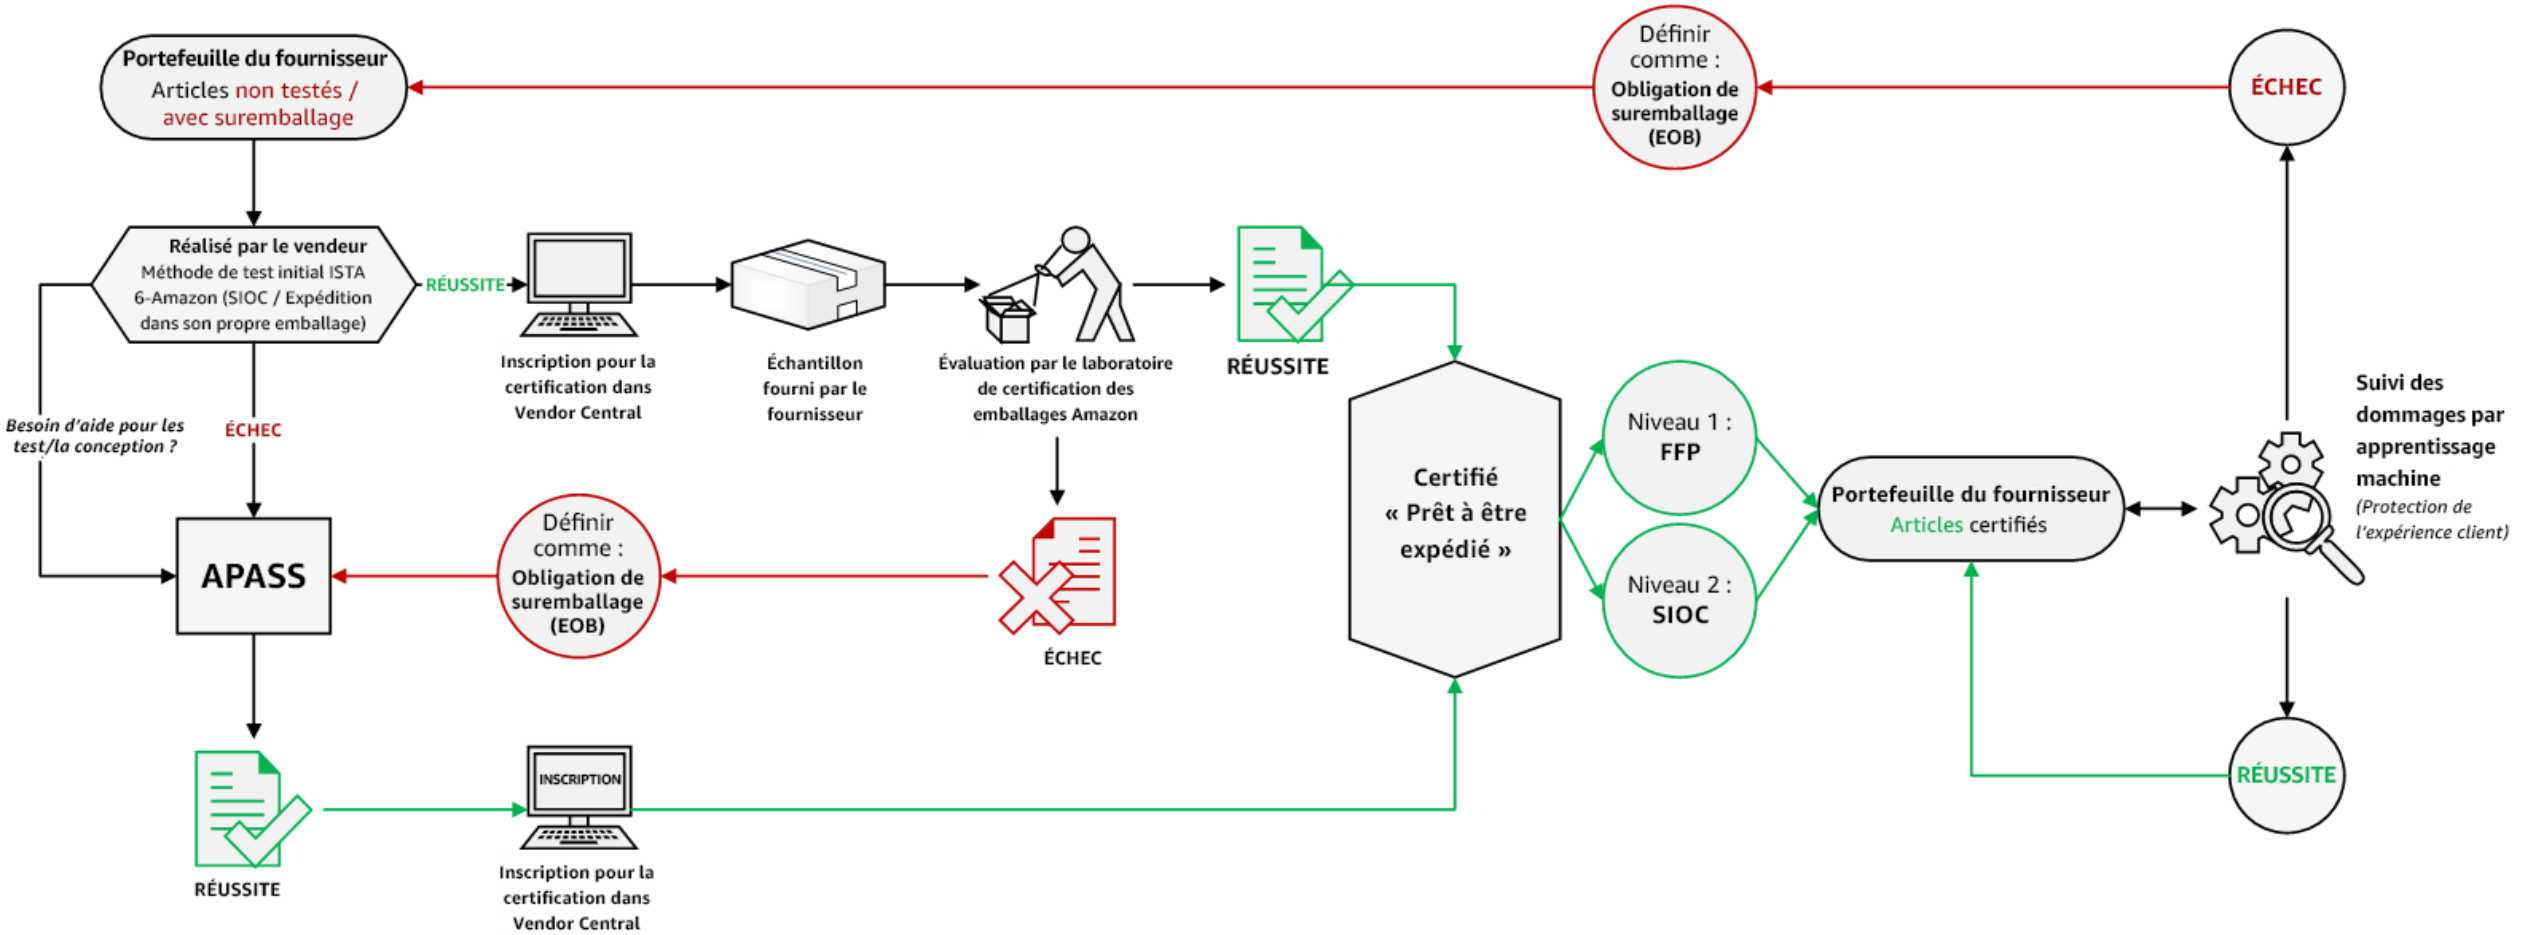 Portefeuille du fournisseur
Articles non testés /
avec suremballage
Définir
comme :
Obligation de
suremballage
(EOB)
ÉCHEC
Réalisé par le vendeur
Méthode de test initial ISTA
6-Amazon (SIOC / Expédition
dans son propre emballage)
RÉUSSITE
Inscription pour la
certification dans
Vendor Central
Échantillon
fourni par le
fournisseur
Évaluation par le laboratoire
de certification des
emballages Amazon
RÉUSSITE
Besoin d'aide pour les
test/la conception ?
ÉCHEC
Certifié
« Prêt à être
expédié »
Niveau 1 :
FFP
Niveau 2 :
SIOC
Portefeuille du fournisseur
Articles certifiés
Suivi des
dommages par
apprentissage
machine
(Protection de
l'expérience client)
APASS
Définir
comme :
Obligation de
suremballage
(EOB)
ÉCHEC
RÉUSSITE
INSCRIPTION
Inscription pour la
certification dans
Vendor Central
RÉUSSITE